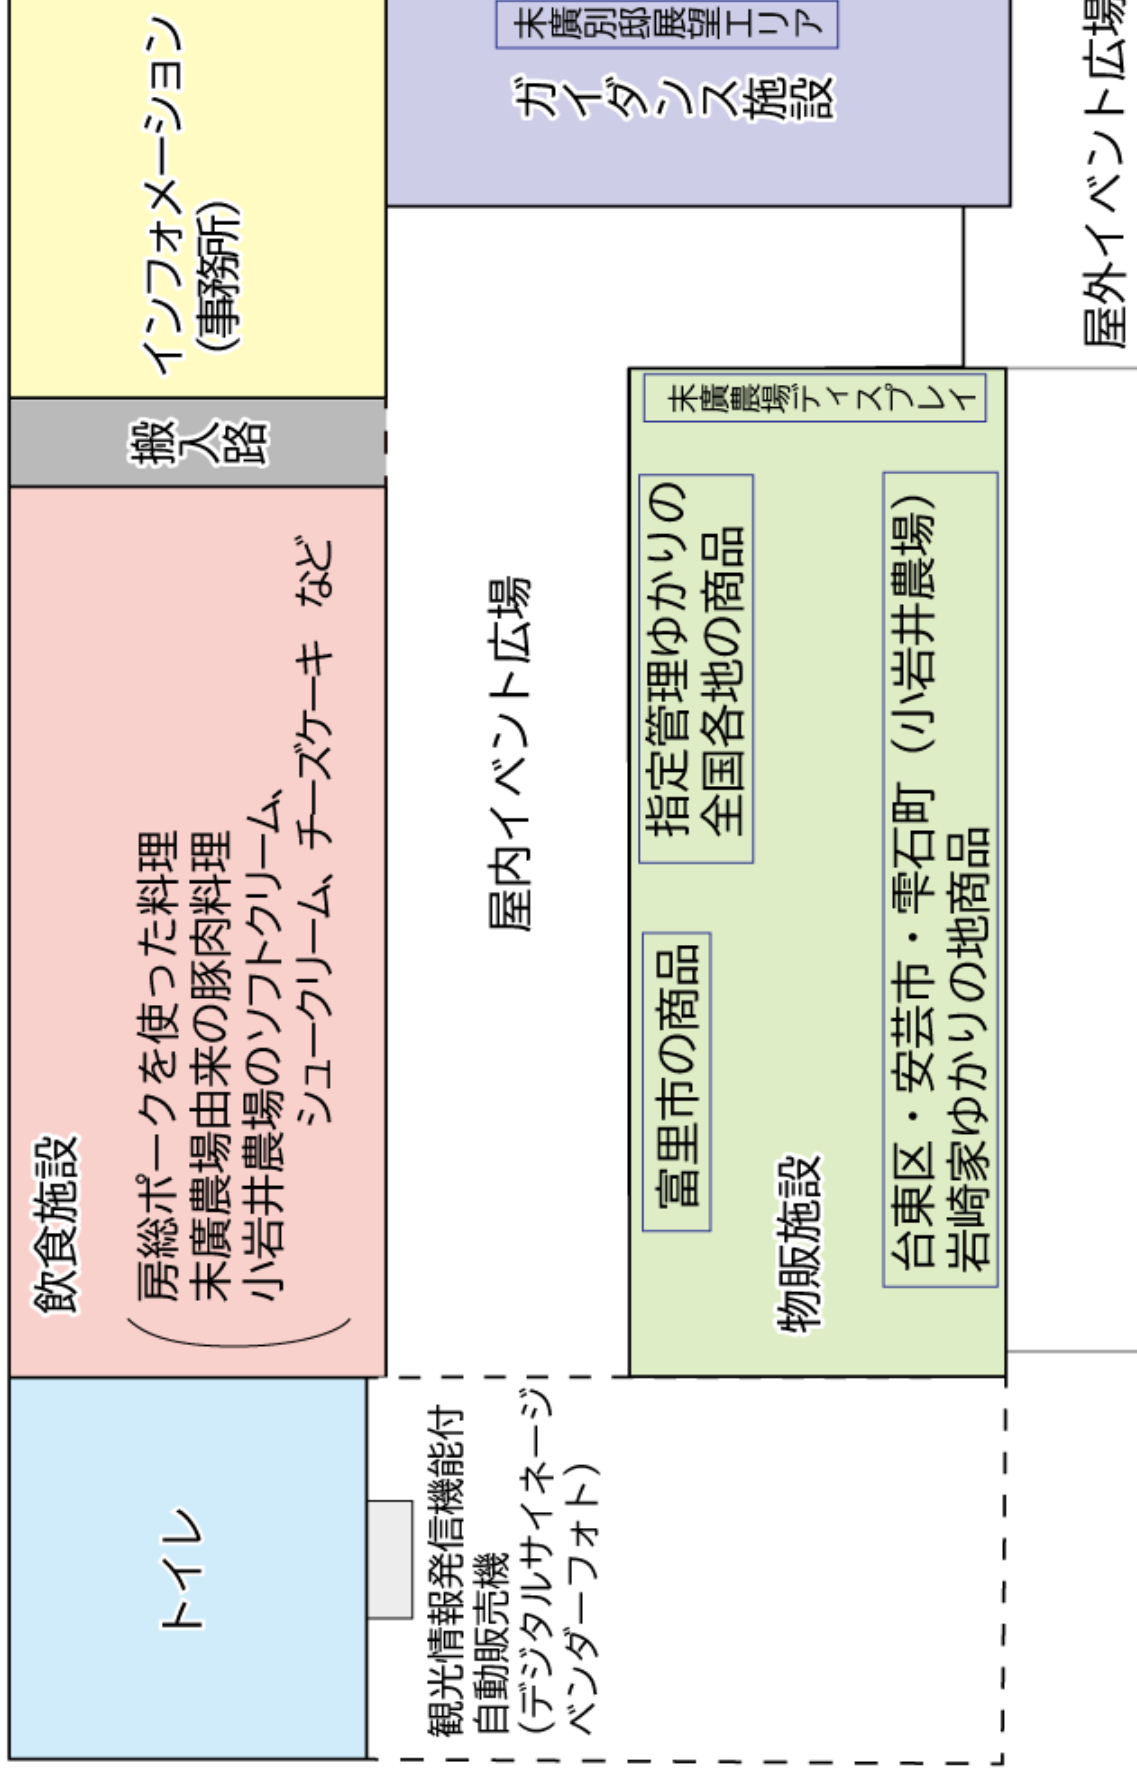 トイレ
観光情報発信機能付
自動販売機
(デジタルサイネージ
ベンダーフォト)
飲食施設
房総ポークを使った料理
末廣農場由来の豚肉料理
小岩井農場のソフトクリーム、
シュークリーム、チーズケーキ など
搬入路
インフォメーション
(事務所)
屋内イベント広場
ガイダンス施設
末廣別邸展望エリア
物販施設
富里市の商品
指定管理ゆかりの
全国各地の商品
末廣農場ディスプレイ
台東区・安芸市・雫石町（小岩井農場）
岩崎家ゆかりの地商品
屋外イベント広場